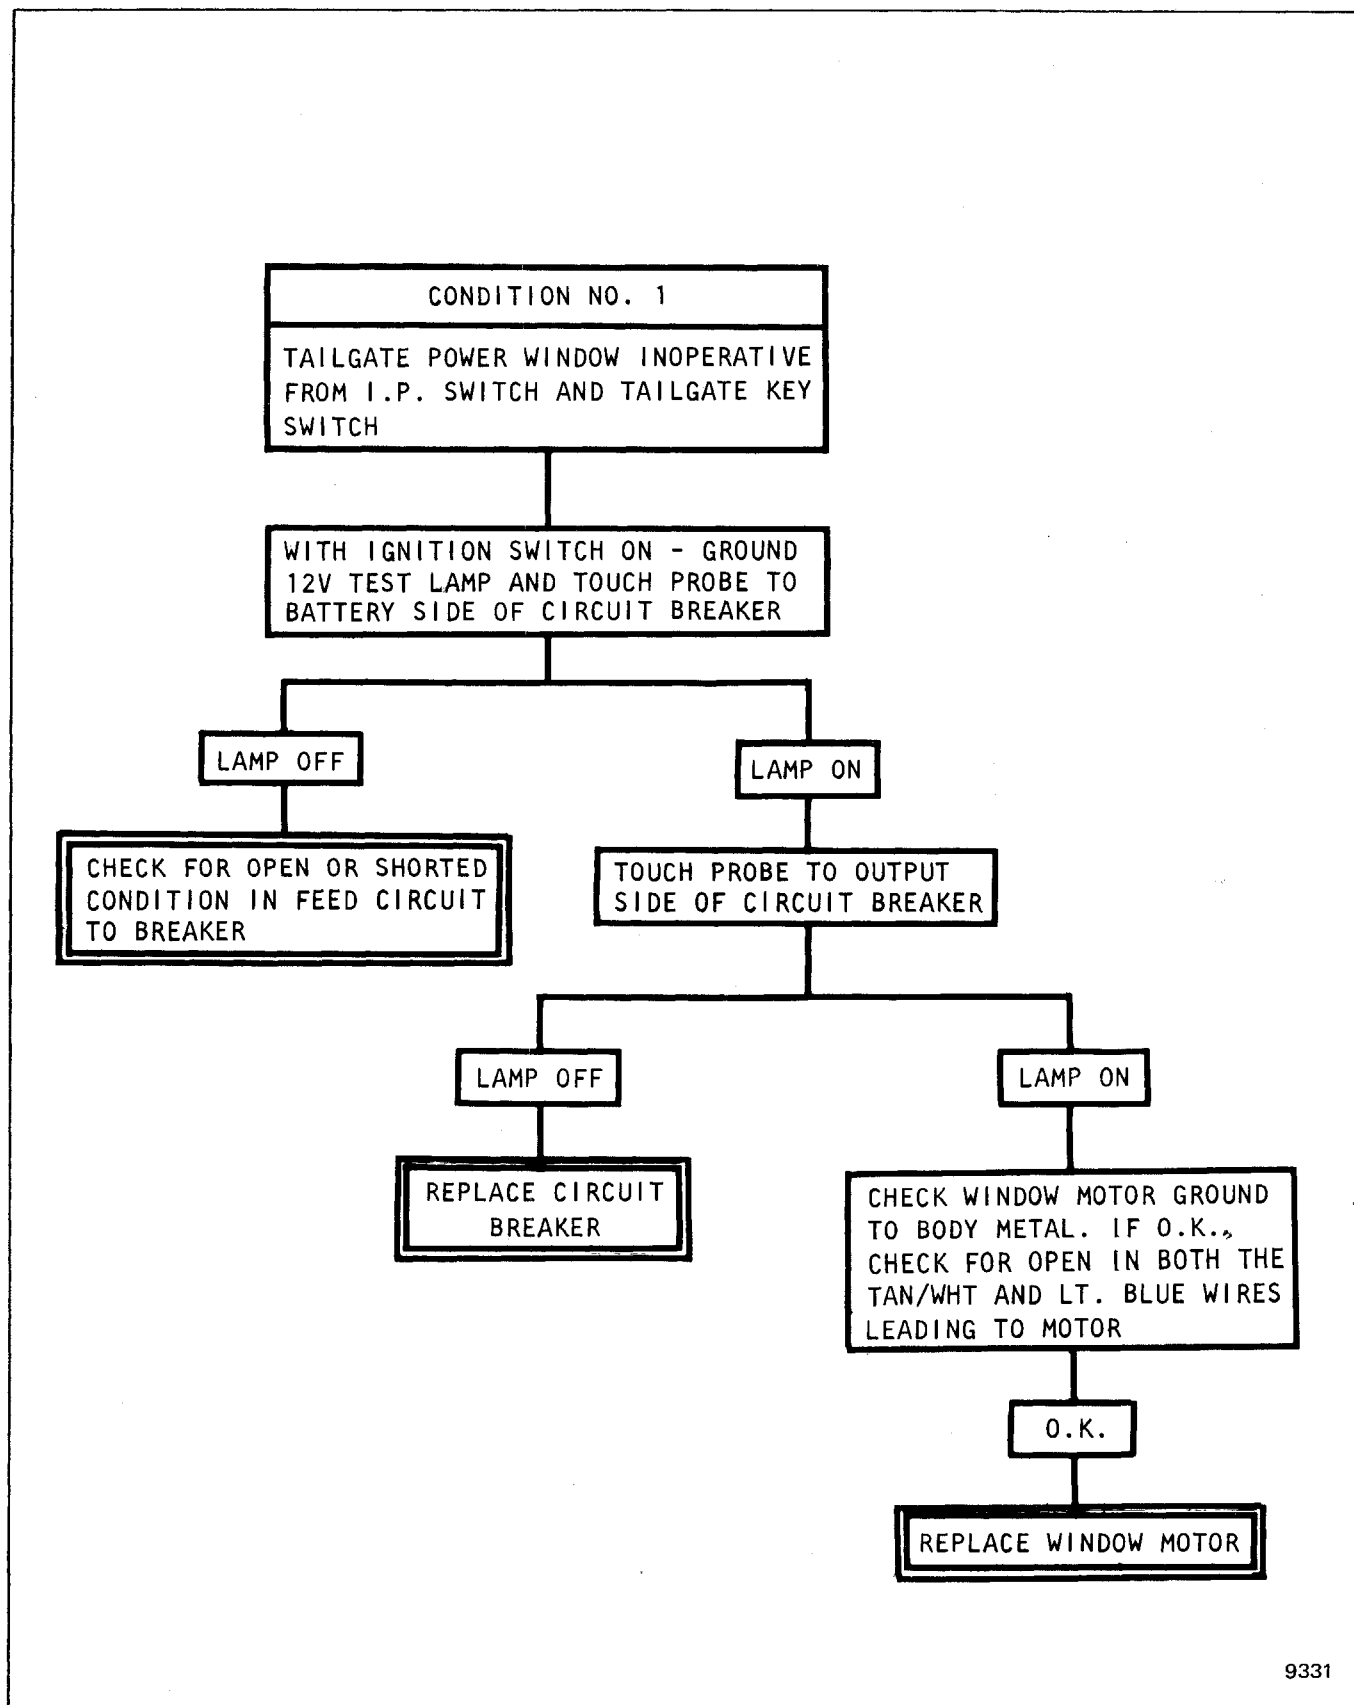 CONDITION NO. 1
TAILGATE POWER WINDOW INOPERATIVE
FROM I.P. SWITCH AND TAILGATE KEY
SWITCH
WITH IGNITION SWITCH ON - GROUND
12V TEST LAMP AND TOUCH PROBE TO
BATTERY SIDE OF CIRCUIT BREAKER
LAMP OFF
LAMP ON
CHECK FOR OPEN OR SHORTED
CONDITION IN FEED CIRCUIT
TO BREAKER
TOUCH PROBE TO OUTPUT
SIDE OF CIRCUIT BREAKER
LAMP OFF
LAMP ON
REPLACE CIRCUIT
BREAKER
CHECK WINDOW MOTOR GROUND
TO BODY METAL. IF O.K.,
CHECK FOR OPEN IN BOTH THE
TAN/WHT AND LT. BLUE WIRES
LEADING TO MOTOR
O.K.
REPLACE WINDOW MOTOR
9331